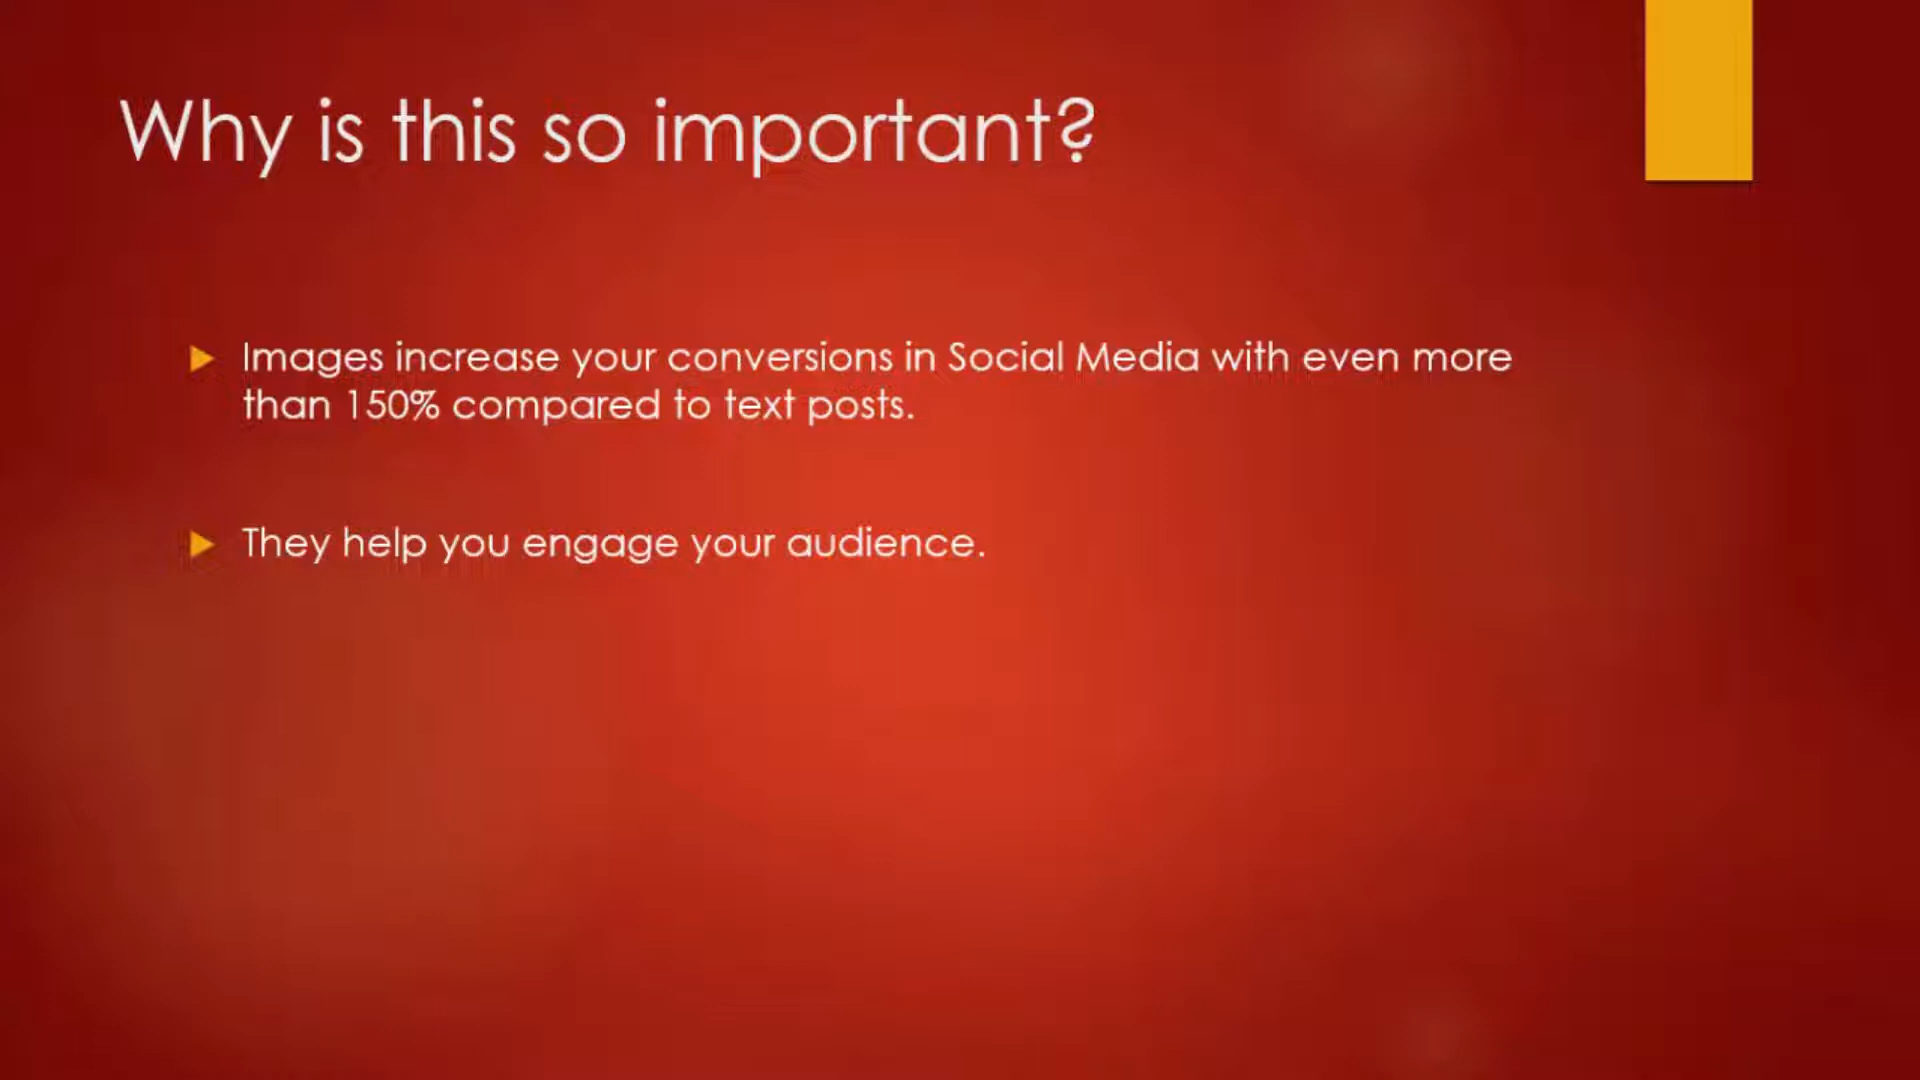 Why is this so important?
Images increase your conversions in Social Media with even more
than 150% compared to text posts.
They help you engage your audience.